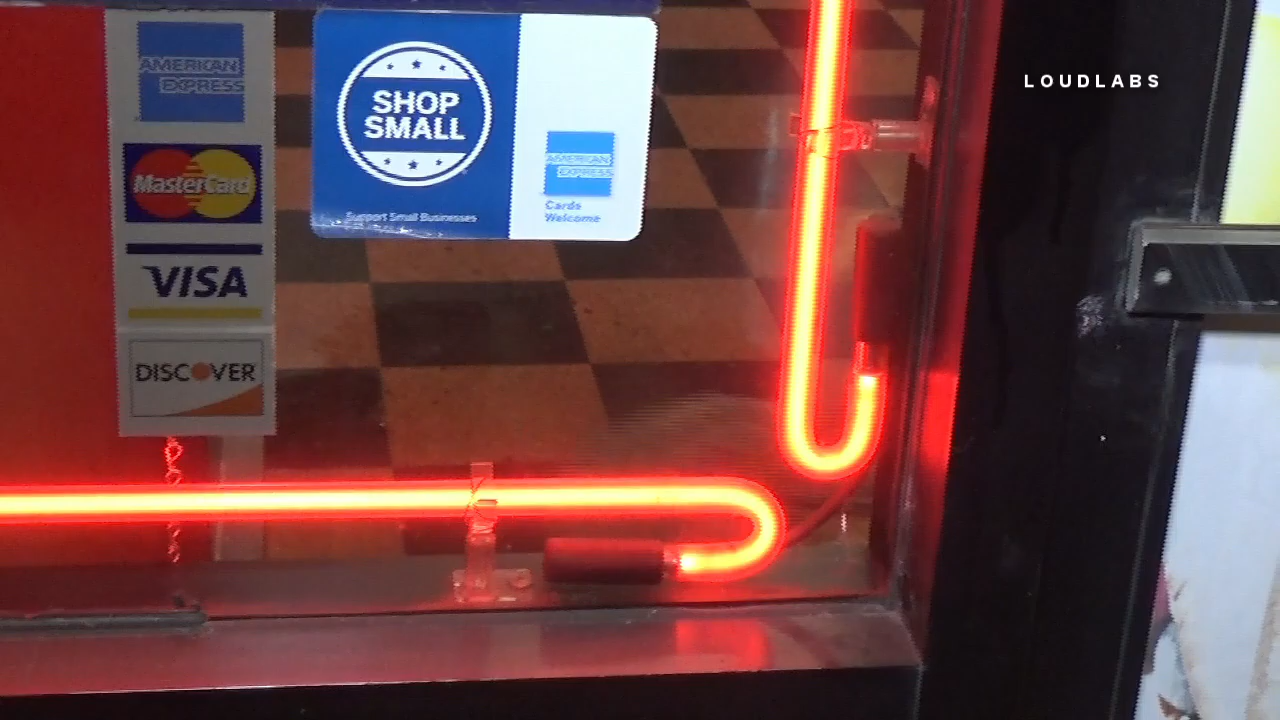 AMERICAN
EXPRESS
MasterCard
VISA
DISCOVER
SHOP
SMALL
Support Small Businesses
AMERICAN
EXPRESS
Cards
Welcome
LOUDLABS